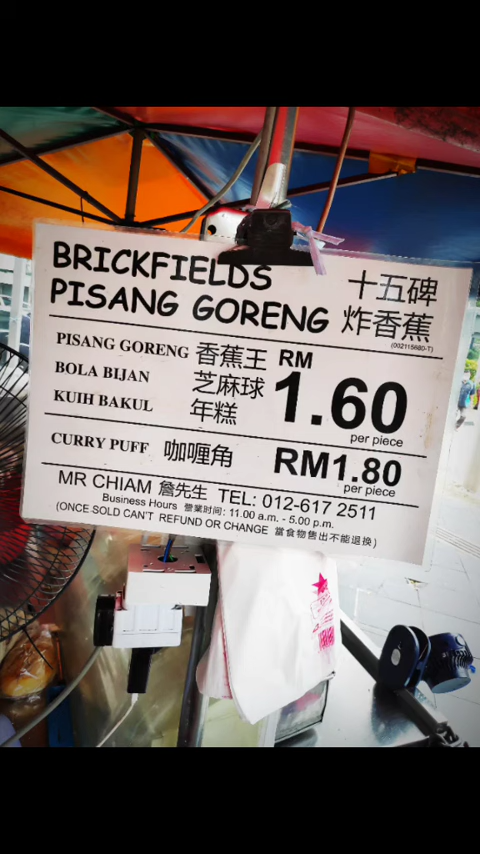 BRICKFIELDS 十五碑
PISANG GORENG 炸香蕉
(002115680-T)
PISANG GORENG 香蕉王 RM
BOLA BIJAN 芝麻球 1.60
KUIH BAKUL 年糕
per piece
CURRY PUFF 咖喱角 RM1.80
per piece
MR CHIAM 詹先生 TEL: 012-617 2511
Business Hours 營業时间: 11.00 a.m. - 5.00 p.m.
(ONCE SOLD CAN'T REFUND OR CHANGE 當食物售出不能退换)